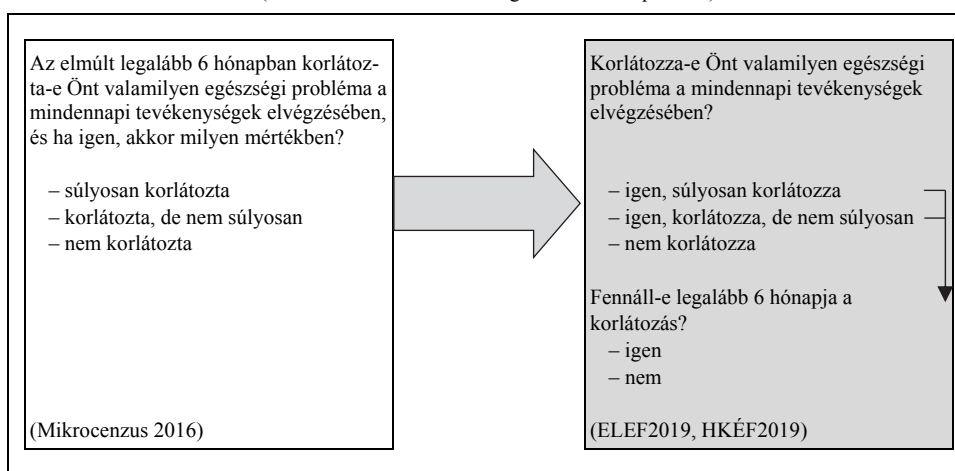 Az elmúlt legalább 6 hónapban korlátoz-
ta-e Önt valamilyen egészségi probléma a
mindennapi tevékenységek elvégzésében,
és ha igen, akkor milyen mértékben?
– súlyosan korlátozta
– korlátozta, de nem súlyosan
– nem korlátozta
(Mikrocenzus 2016)
Korlátozza-e Önt valamilyen egészségi
probléma a mindennapi tevékenységek
elvégzésében?
– igen, súlyosan korlátozza
– igen, korlátozza, de nem súlyosan
– nem korlátozza
Fennáll-e legalább 6 hónapja a
korlátozás?
– igen
– nem
(ELEF2019, HKÉF2019)